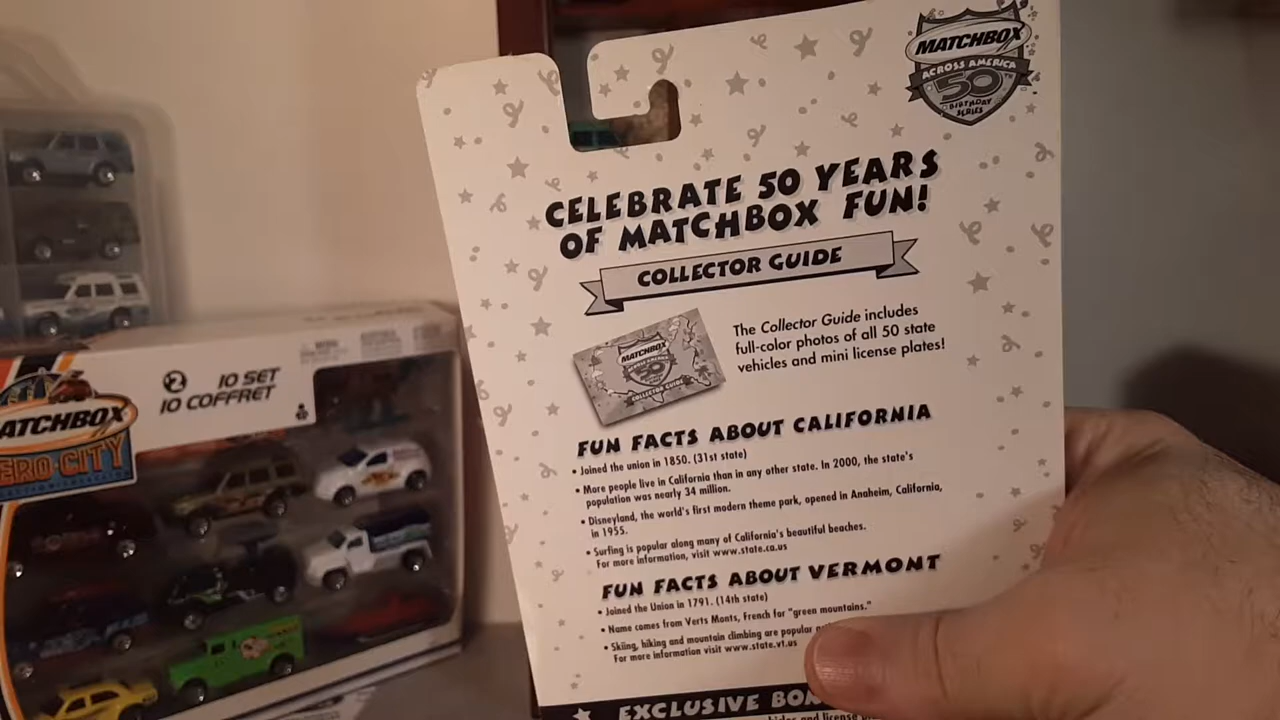 MATCHBOX
ACROSS AMERICA
50
BIRTHDAY
SERIES
CELEBRATE 50 YEARS
OF MATCHBOX FUN!
COLLECTOR GUIDE
The Collector Guide includes
full-color photos of all 50 state
vehicles and mini license plates!
MATCHBOX
50
COLLECTOR GUIDE
FUN FACTS ABOUT CALIFORNIA
• Joined the union in 1850. (31st state)
• More people live in California than in any other state. In 2000, the state's
population was nearly 34 million.
• Disneyland, the world's first modern theme park, opened in Anaheim, California,
in 1955.
• Surfing is popular along many of California's beautiful beaches.
For more information, visit www.state.ca.us
FUN FACTS ABOUT VERMONT
• Joined the Union in 1791. (14th state)
• Name comes from Verts Monts, French for "green mountains."
• Skiing, hiking and mountain climbing are popular
For more information visit www.state.vt.us
EXCLUSIVE
and license
2 10 SET
10 COFFRET
ATCHBOX
ERO-CITY